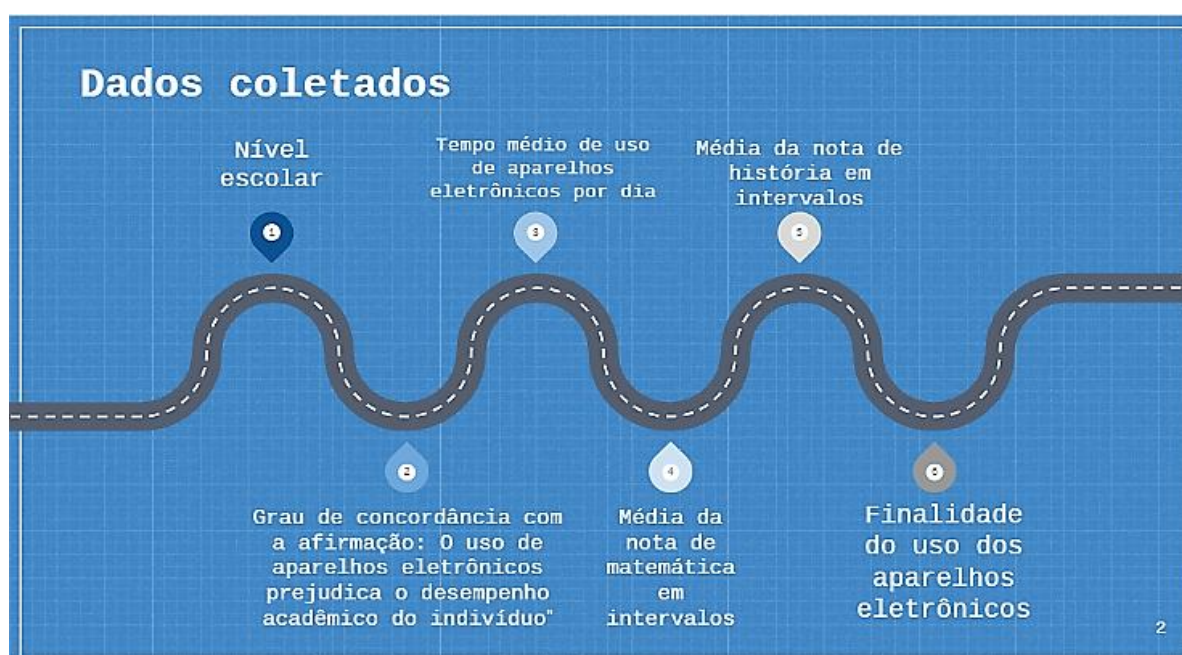 Dados coletados
Nível
escolar
1
Tempo médio de uso
de aparelhos
eletrônicos por dia
3
Média da nota de
história em
intervalos
5
2
Grau de concordância com
a afirmação: O uso de
aparelhos eletrônicos
prejudica o desempenho
acadêmico do indivíduo"
4
Média da
nota de
matemática
em
intervalos
6
Finalidade
do uso dos
aparelhos
eletrônicos
2